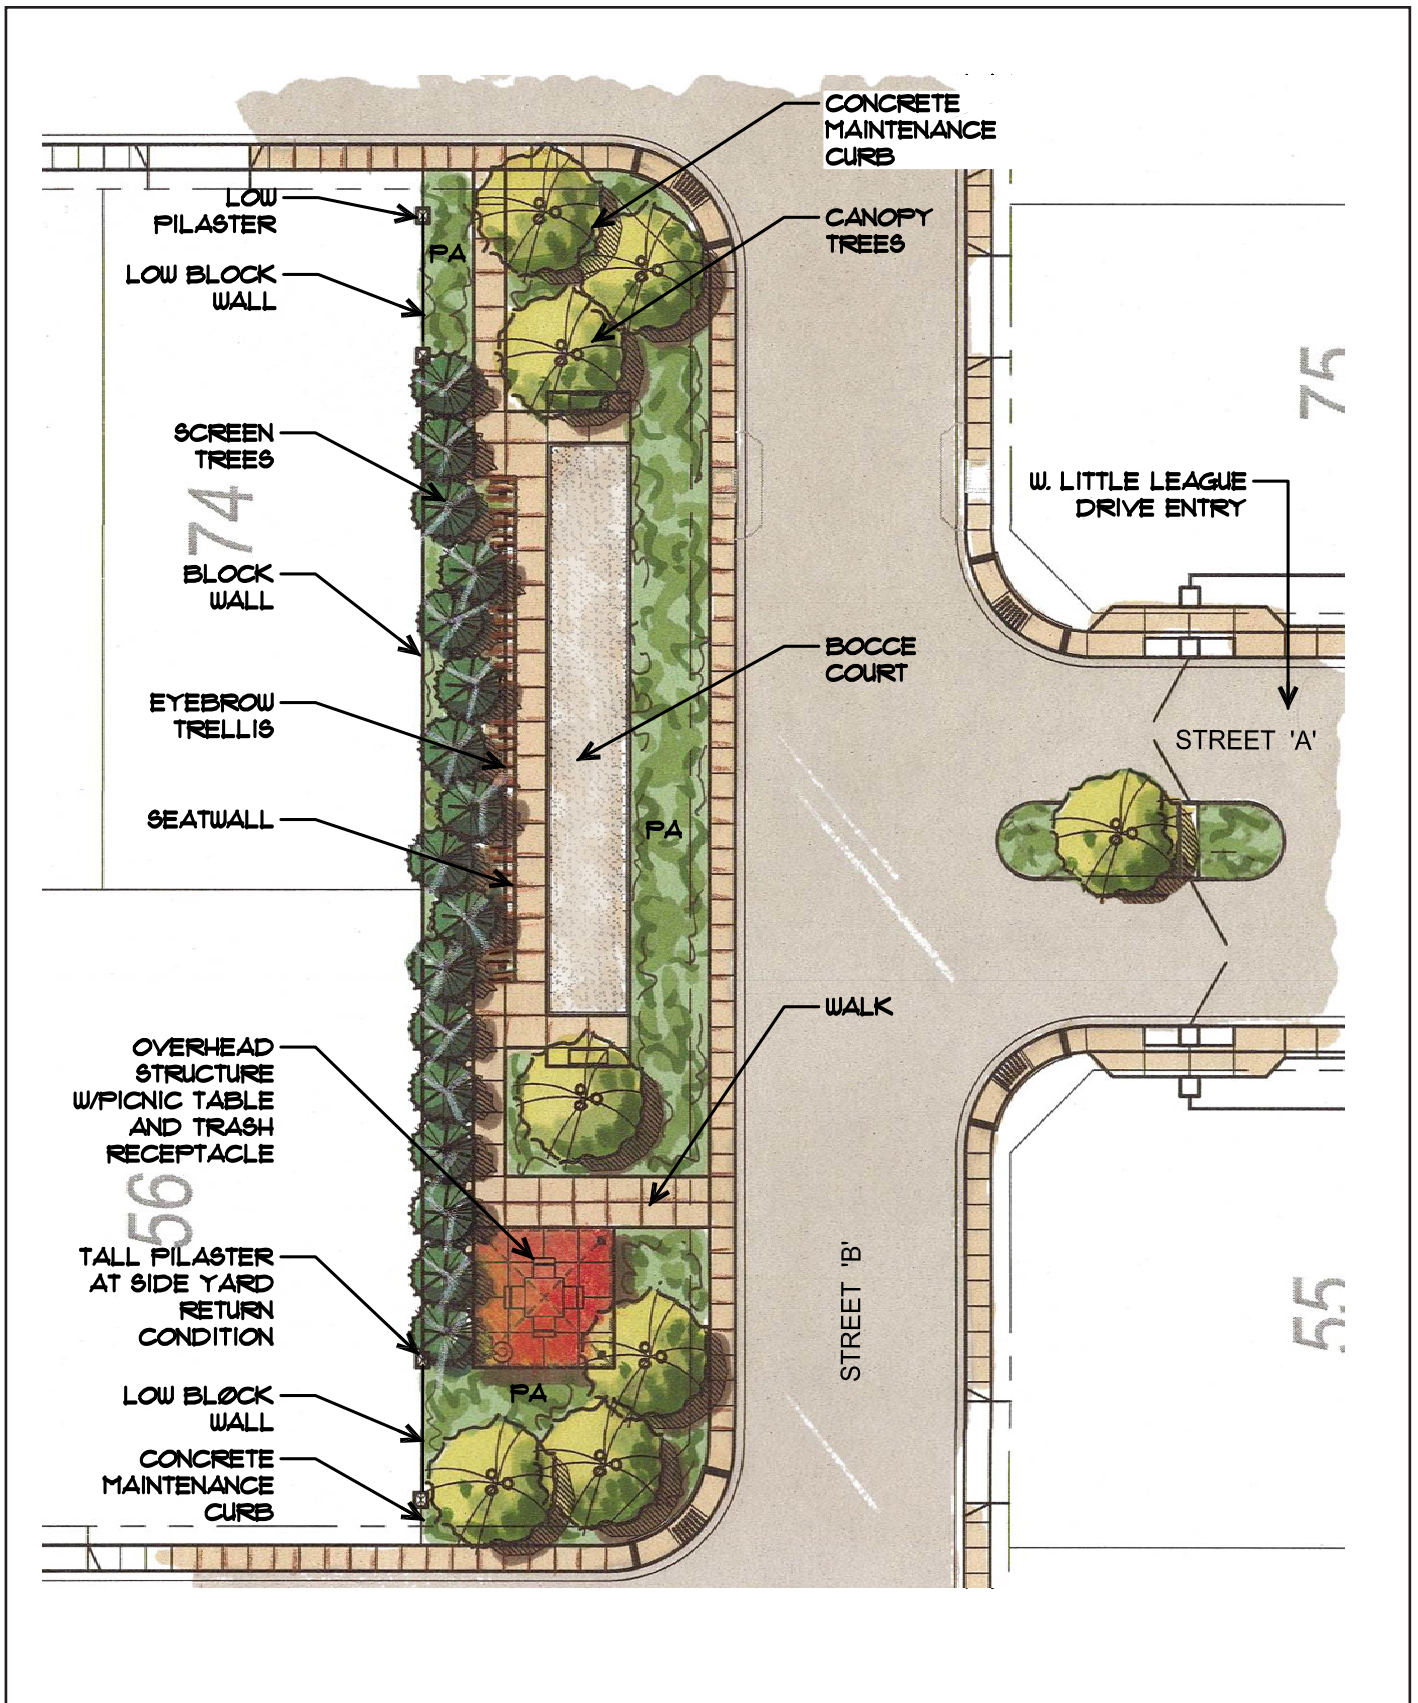 CONCRETE
MAINTENANCE
CURB
LOW
PILASTER
CANOPY
TREES
PA
LOW BLOCK
WALL
75
SCREEN
TREES
74
W. LITTLE LEAGUE
DRIVE ENTRY
BLOCK
WALL
BOCCE
COURT
EYEBROW
TRELLIS
STREET 'A'
SEATWALL
PA
WALK
OVERHEAD
STRUCTURE
W/PICNIC TABLE
AND TRASH
RECEPTACLE
56
TALL PILASTER
AT SIDE YARD
RETURN
CONDITION
STREET 'B'
55
PA
LOW BLØCK
WALL
CONCRETE
MAINTENANCE
CURB